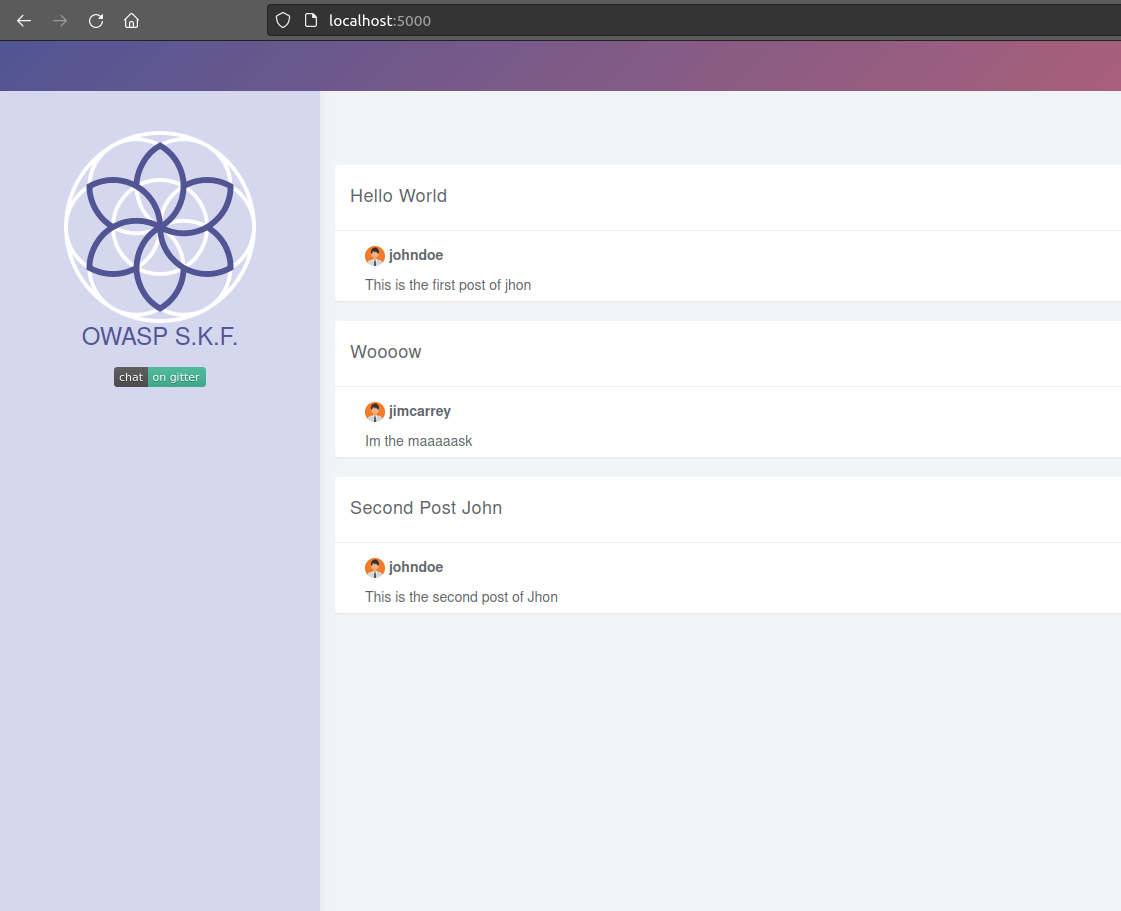 localhost:5000
OWASP S.K.F.
chat on gitter
Hello World
johndoe
This is the first post of jhon
Woooow
jimcarrey
Im the maaaaask
Second Post John
johndoe
This is the second post of Jhon